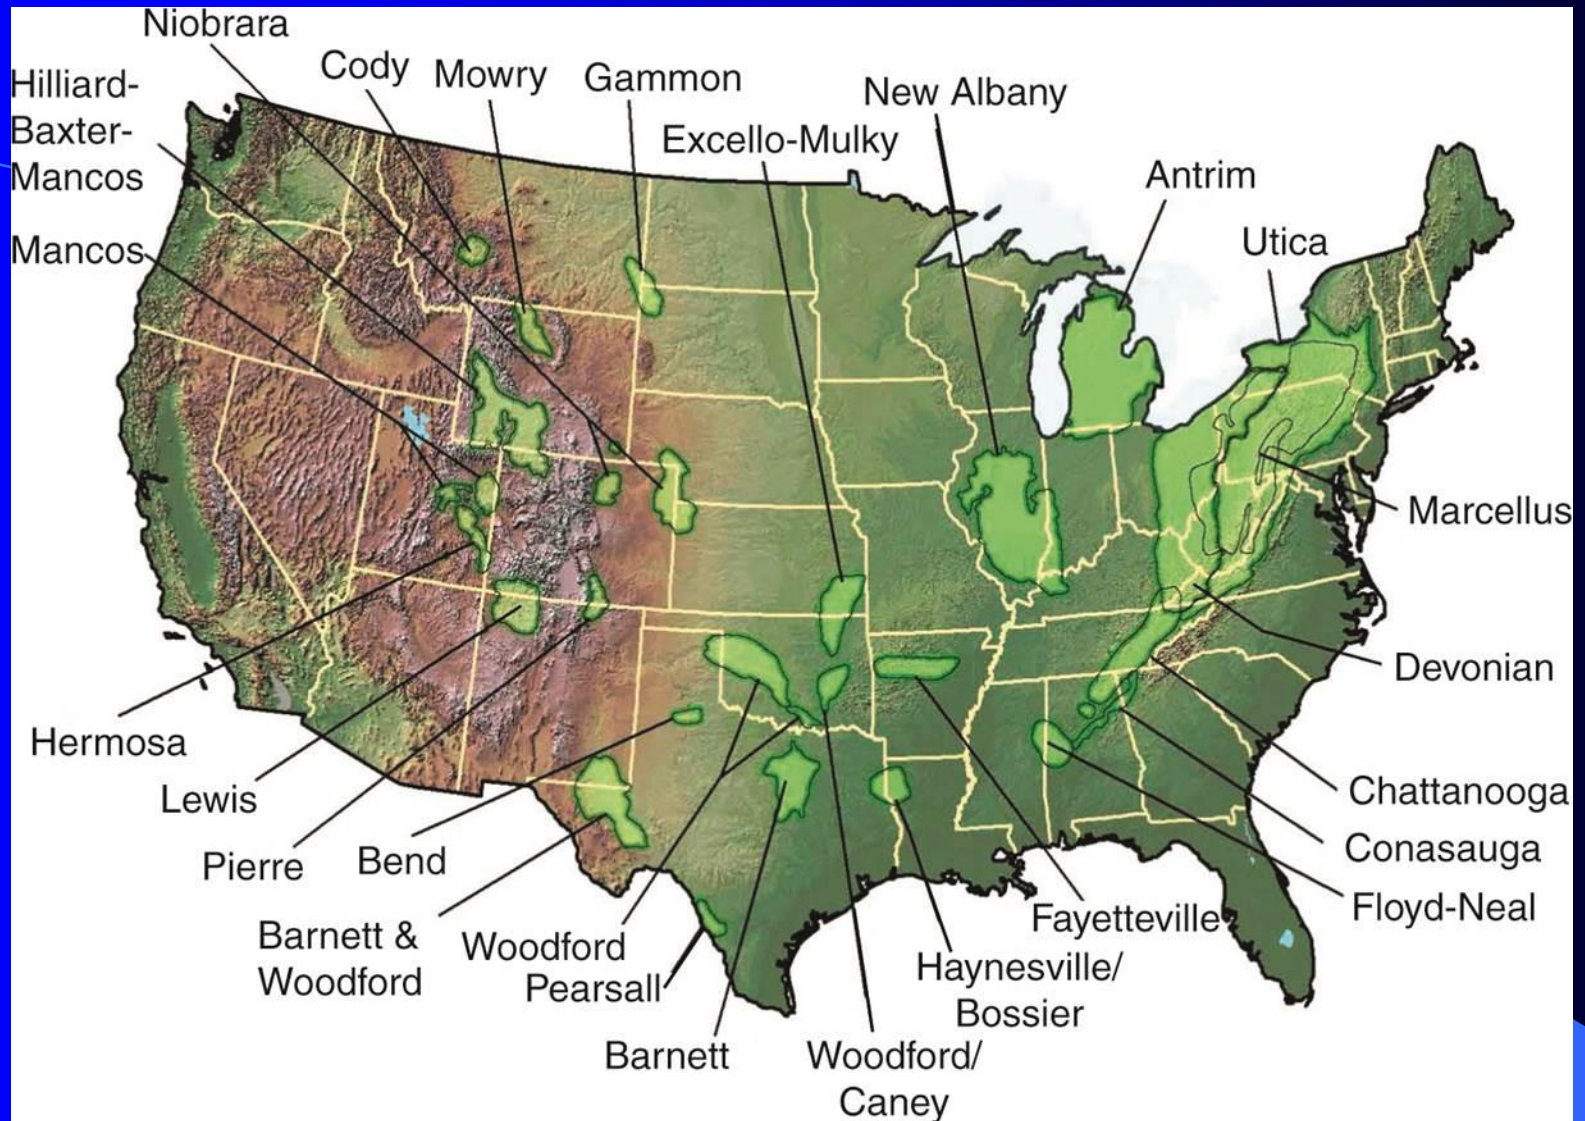 Niobrara
Cody
Mowry
Gammon
New Albany
Hilliard-
Baxter-
Mancos
Excello-Mulky
Antrim
Utica
Mancos
Marcellus
Devonian
Hermosa
Lewis
Chattanooga
Pierre
Bend
Conasauga
Floyd-Neal
Barnett &
Woodford
Woodford
Pearsall
Fayetteville
Haynesville/
Bossier
Barnett
Woodford/
Caney